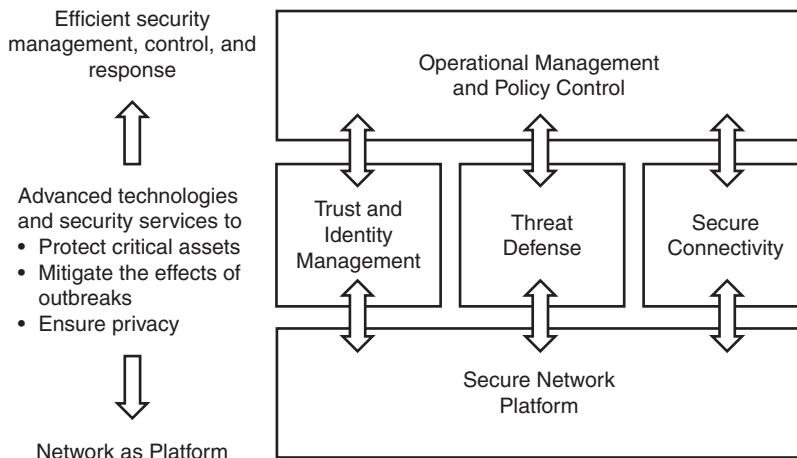 Efficient security
management, control, and
response
Operational Management
and Policy Control
Advanced technologies
and security services to
• Protect critical assets
• Mitigate the effects of
outbreaks
• Ensure privacy
Trust and
Identity
Management
Threat
Defense
Secure
Connectivity
Secure Network
Platform
Network as Platform